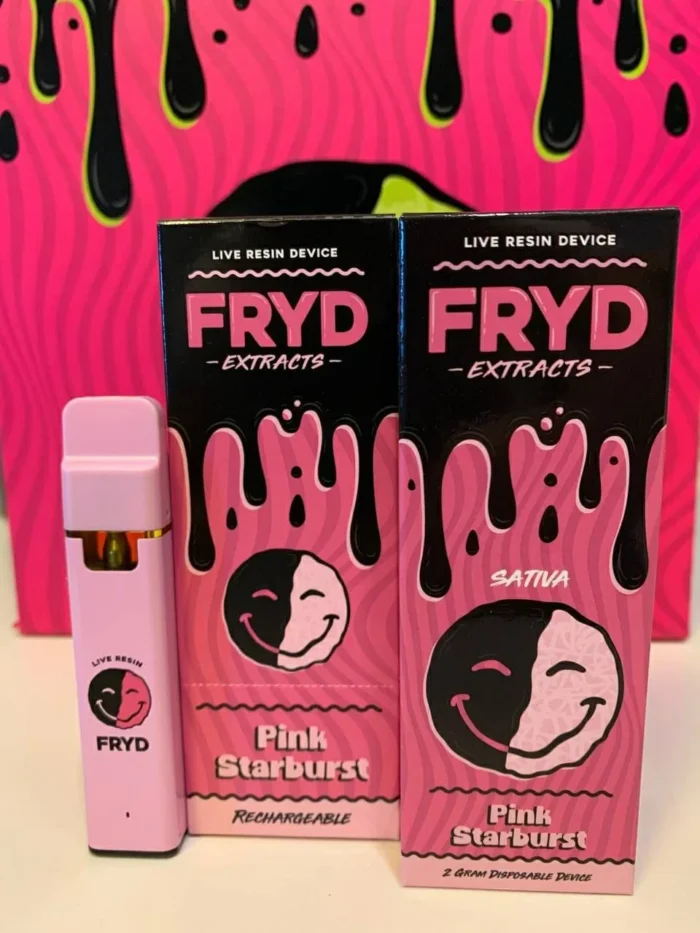 LIVE RESIN
FRYD
LIVE RESIN DEVICE
FRYD
–EXTRACTS–
Pink
Starburst
RECHARGEABLE
LIVE RESIN DEVICE
FRYD
–EXTRACTS–
SATIVA
Pink
Starburst
2 GRAM DISPOSABLE DEVICE